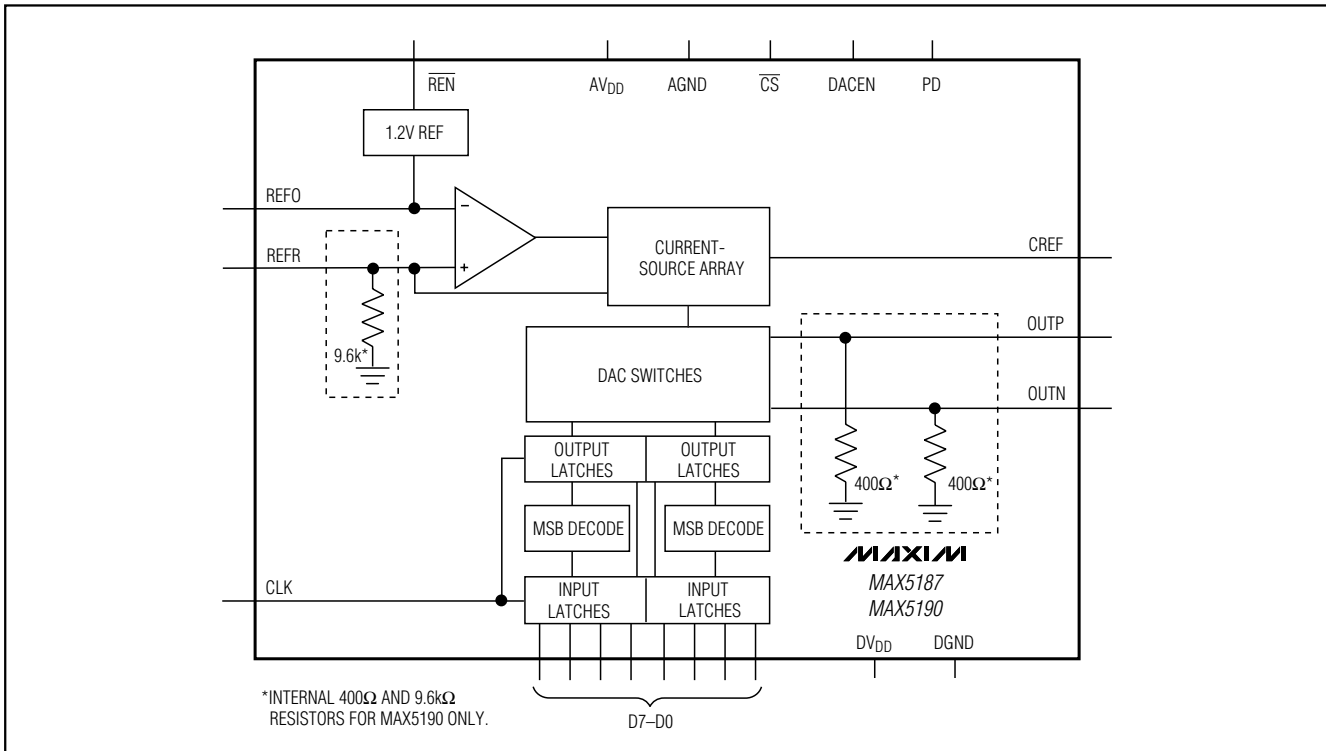 REN
AVDD
AGND
CS
DACEN
PD
1.2V REF
REFO
−
REFR
+
CURRENT-
SOURCE ARRAY
CREF
9.6k*
DAC SWITCHES
OUTP
OUTN
OUTPUT
LATCHES
OUTPUT
LATCHES
400Ω*
400Ω*
MSB DECODE
MSB DECODE
MAXIM
MAX5187
MAX5190
CLK
INPUT
LATCHES
INPUT
LATCHES
DVDD
DGND
*INTERNAL 400Ω AND 9.6kΩ
RESISTORS FOR MAX5190 ONLY.
D7–D0